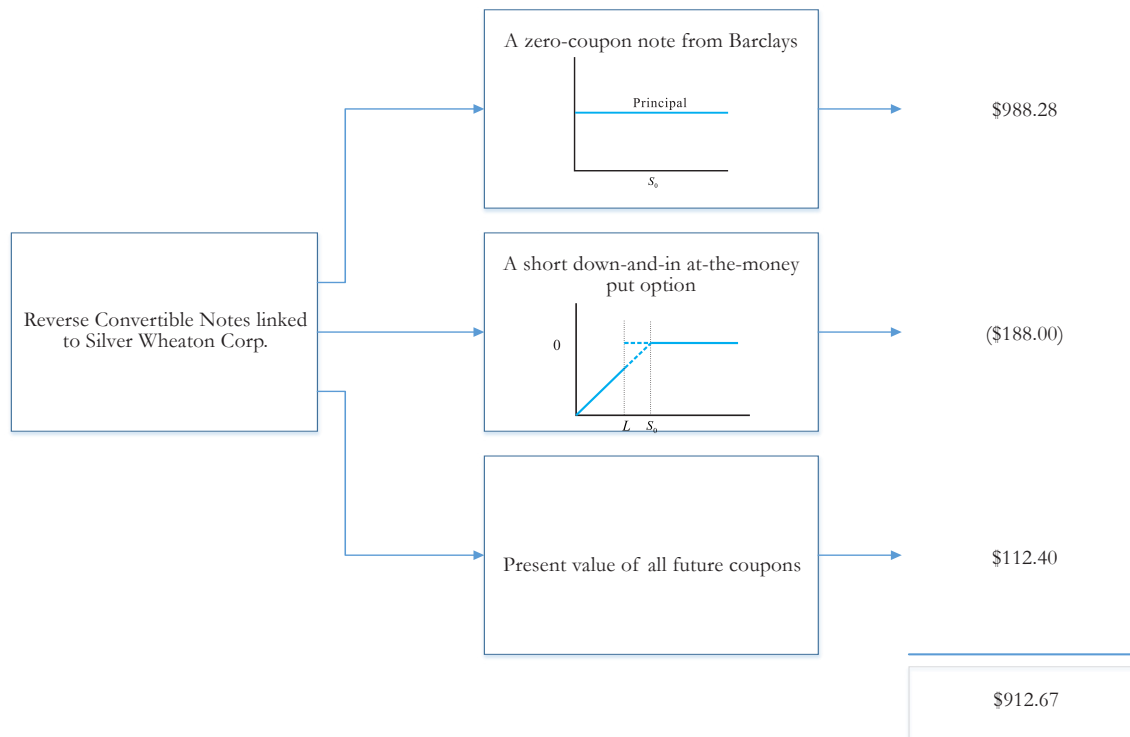 A zero-coupon note from Barclays
Principal
S₀
$988.28
Reverse Convertible Notes linked
to Silver Wheaton Corp.
A short down-and-in at-the-money
put option
0
L S₀
($188.00)
Present value of all future coupons
$112.40
$912.67